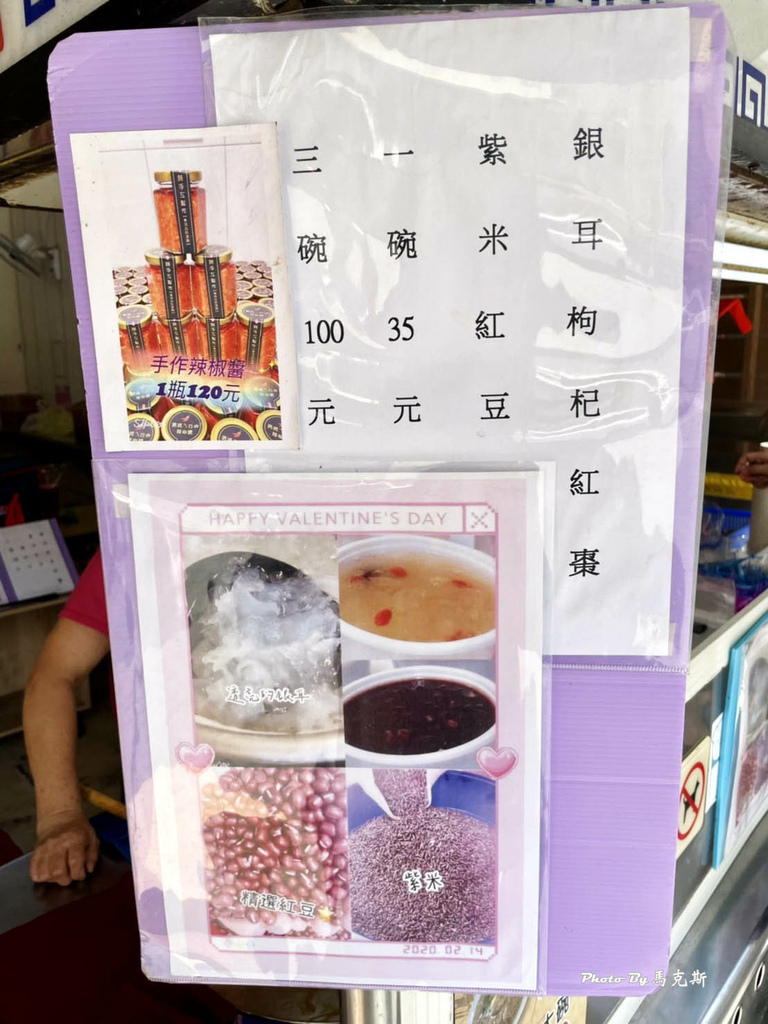 銀耳枸杞紅棗
紫米紅豆
一碗35元
三碗100元
手作辣椒醬
1瓶120元
HAPPY VALENTINE'S DAY
精選紅豆
紫米
2020.02.14
Photo By 馬克斯